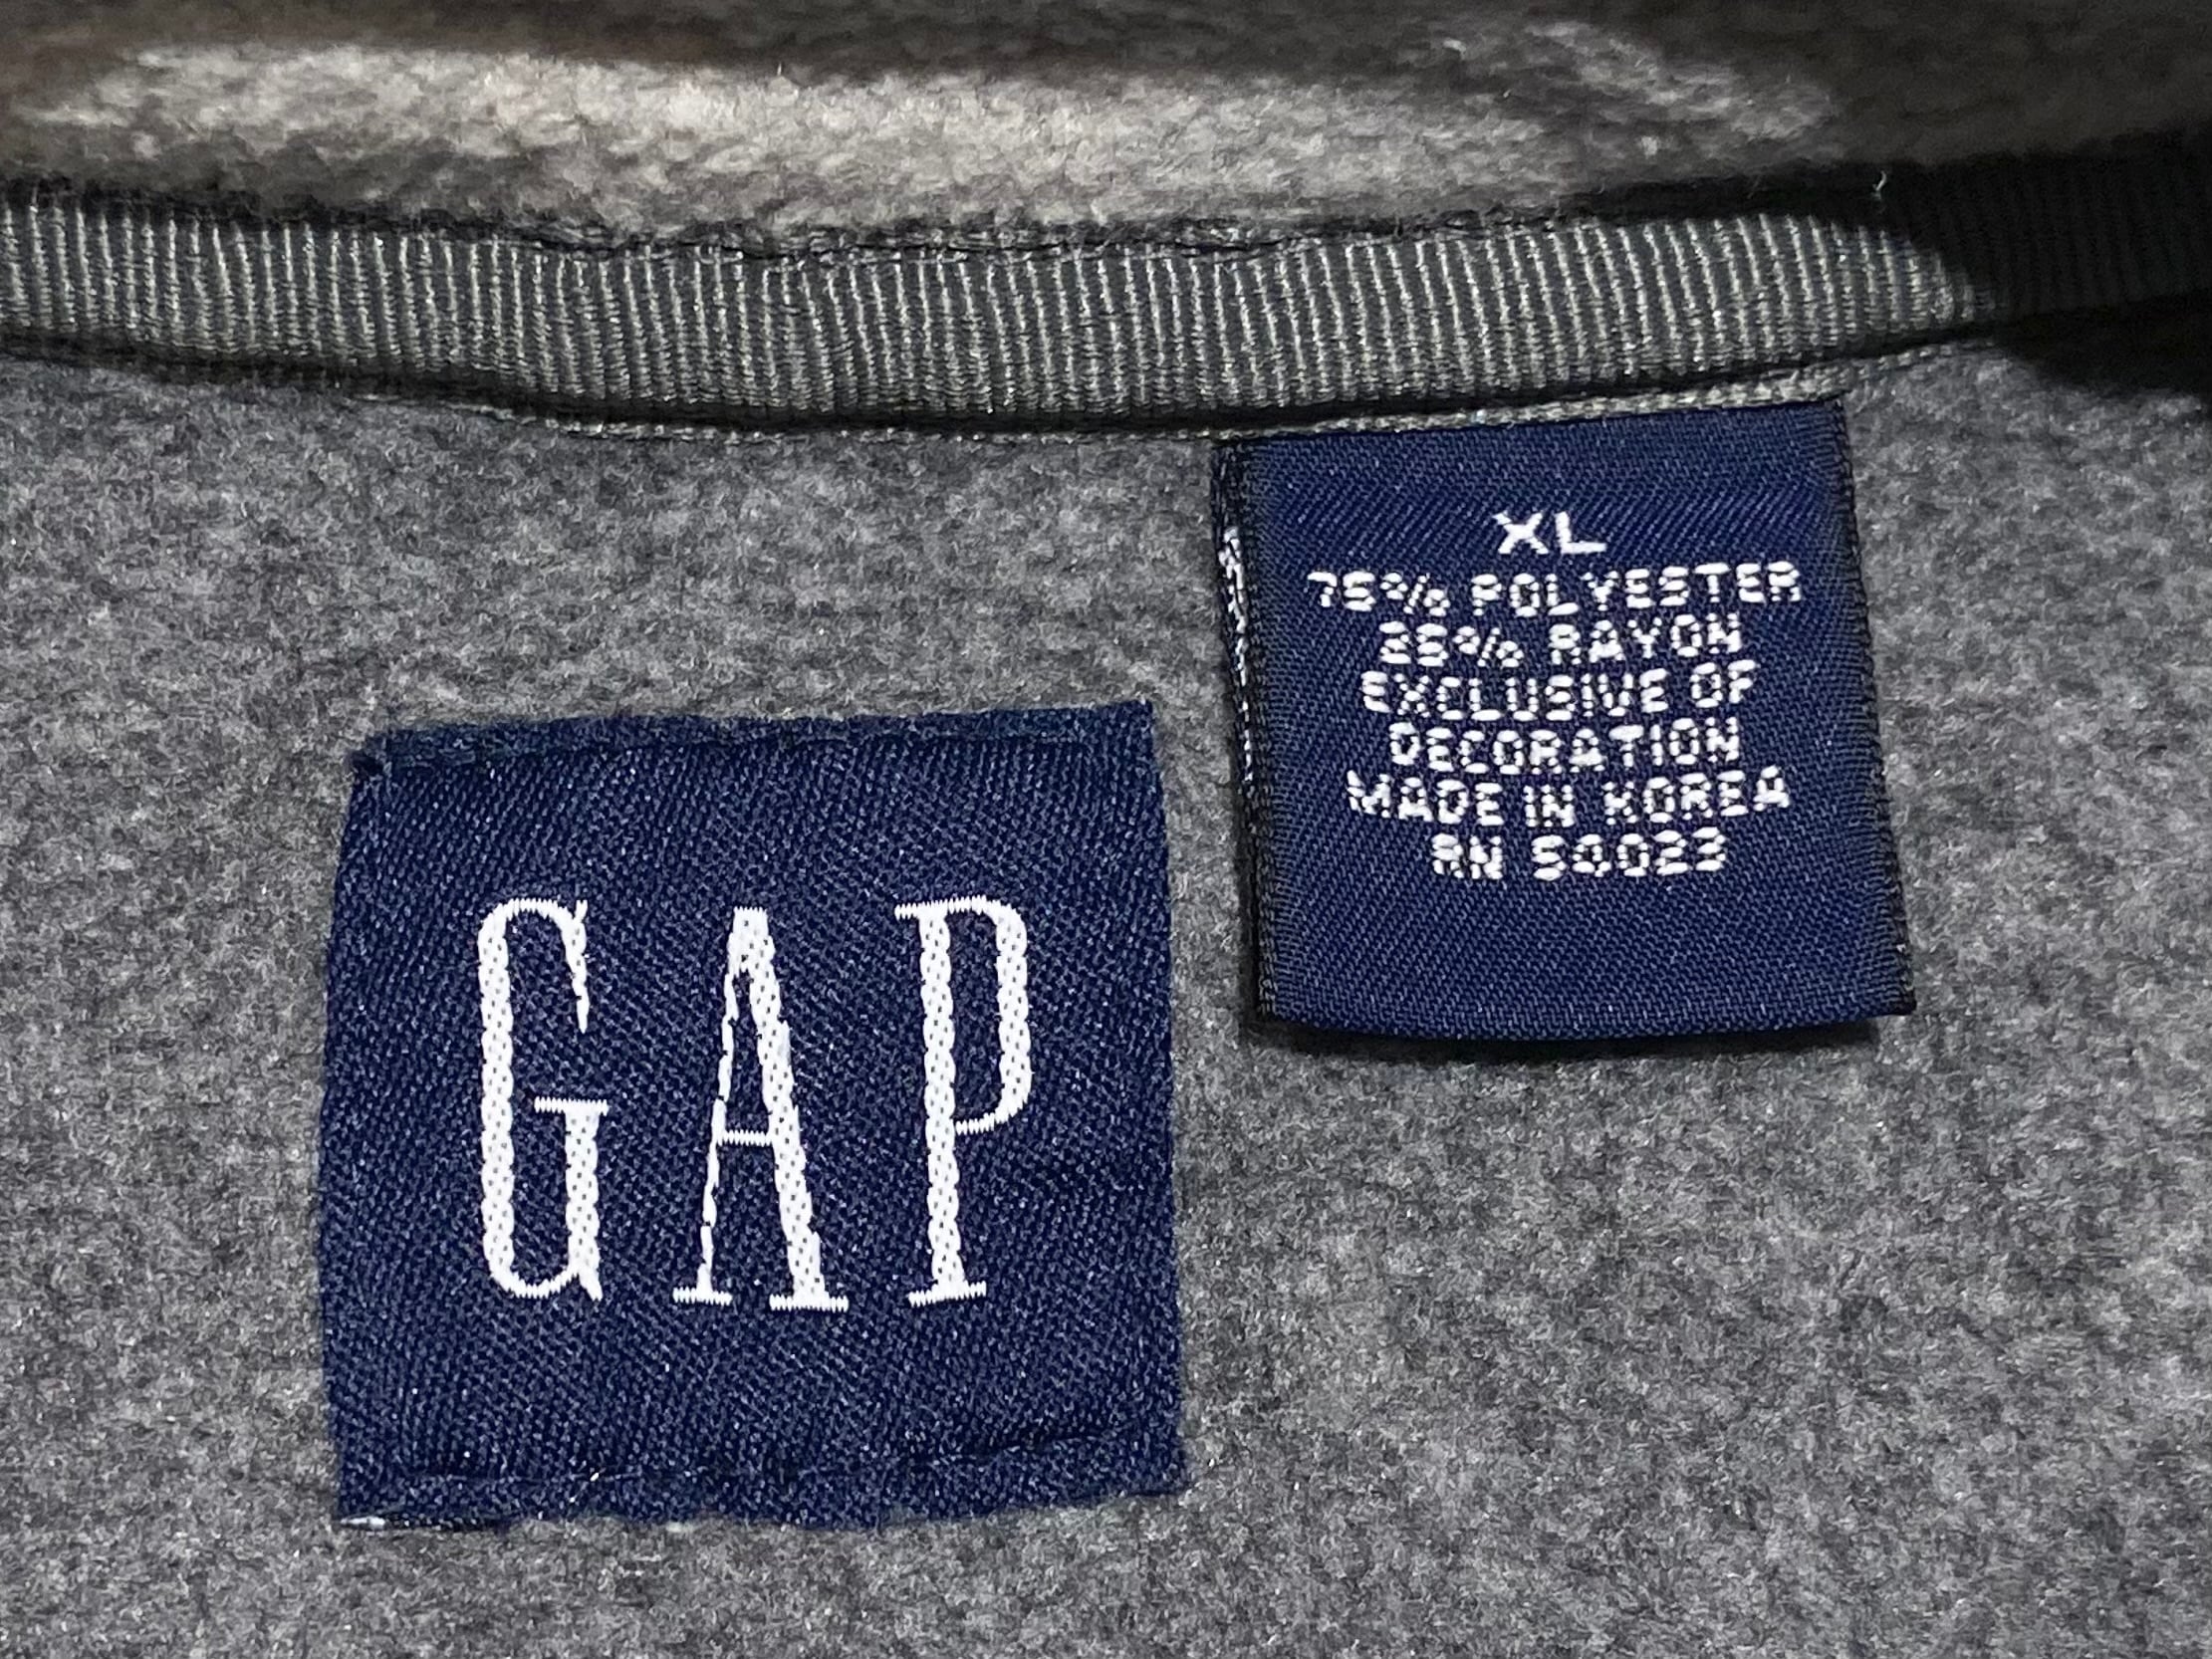 GAP
XL
75% POLYESTER
25% RAYON
EXCLUSIVE OF
DECORATION
MADE IN KOREA
RN 54023